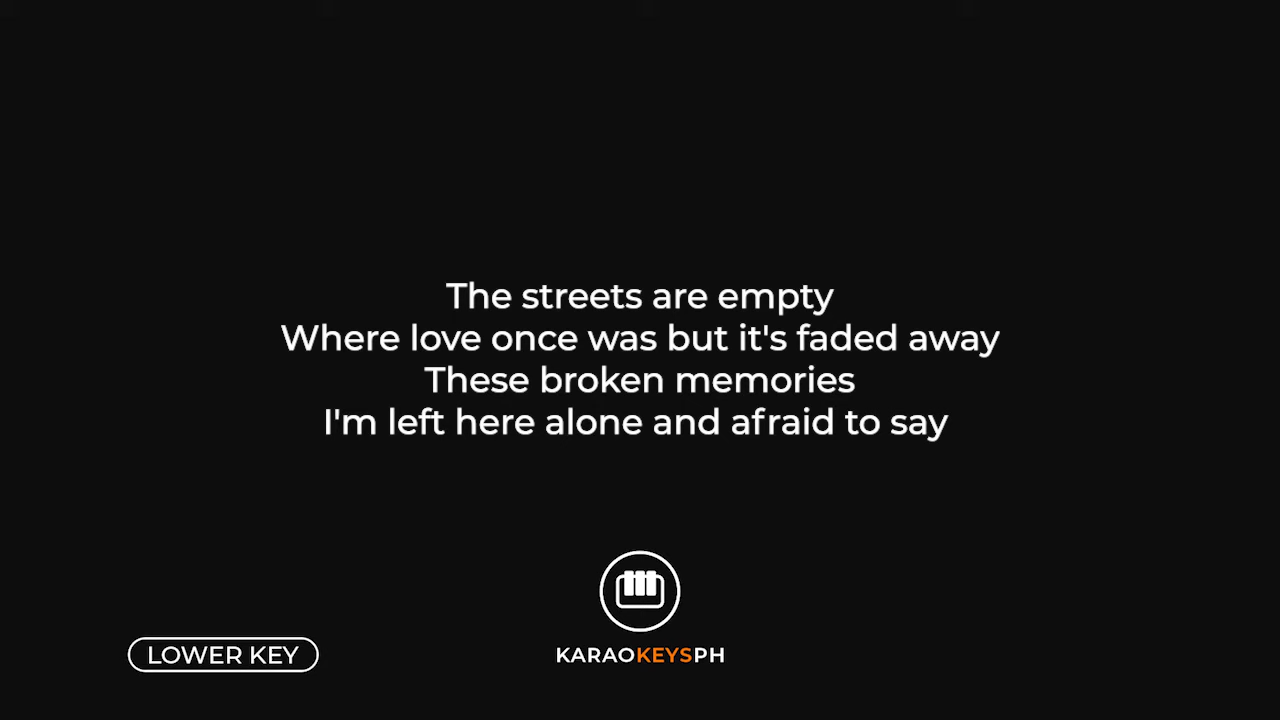 The streets are empty
Where love once was but it's faded away
These broken memories
I'm left here alone and afraid to say
LOWER KEY
KARAOKEYSPH